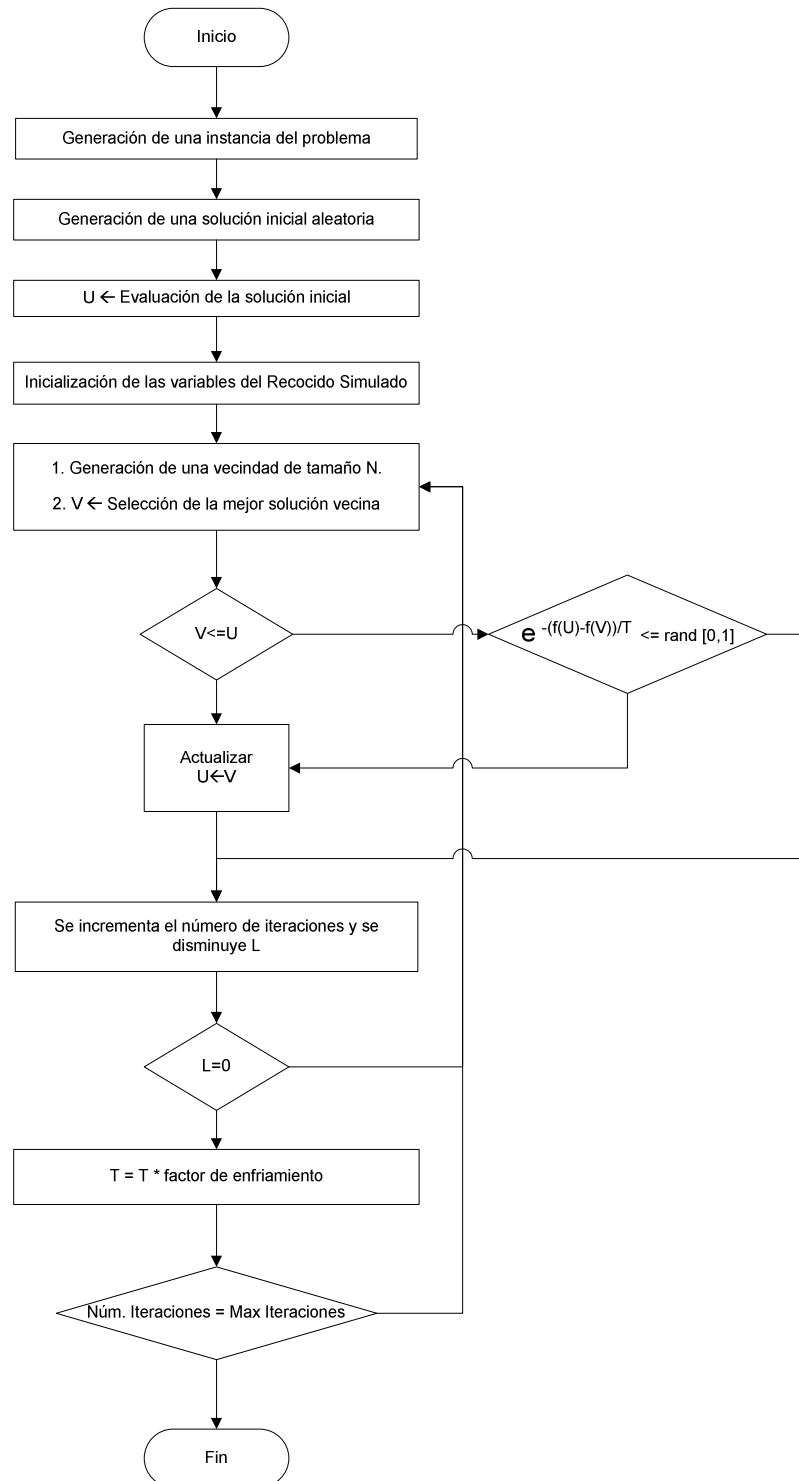 Inicio
Generación de una instancia del problema
Generación de una solución inicial aleatoria
U ← Evaluación de la solución inicial
Inicialización de las variables del Recocido Simulado
1. Generación de una vecindad de tamaño N.
2. V ← Selección de la mejor solución vecina
V<=U
e -(f(U)-f(V))/T <= rand [0,1]
Actualizar
U←V
Se incrementa el número de iteraciones y se
disminuye L
L=0
T = T * factor de enfriamiento
Núm. Iteraciones = Max Iteraciones
Fin